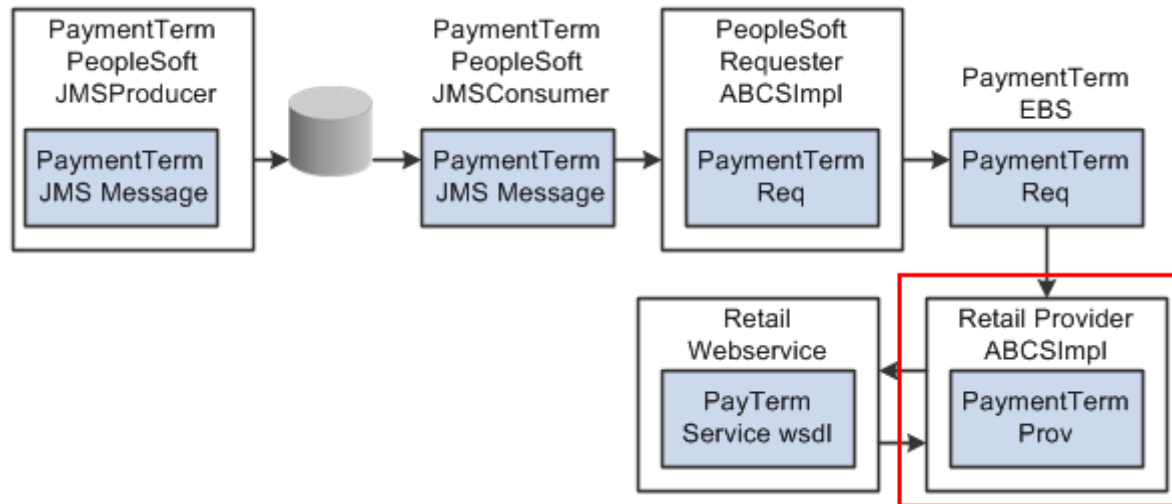 PaymentTerm
PeopleSoft
JMSProducer
PaymentTerm
JMS Message
PaymentTerm
PeopleSoft
JMSConsumer
PaymentTerm
JMS Message
PeopleSoft
Requester
ABCSImpl
PaymentTerm
Req
PaymentTerm
EBS
PaymentTerm
Req
Retail
Webservice
PayTerm
Service wsdl
Retail Provider
ABCSImpl
PaymentTerm
Prov